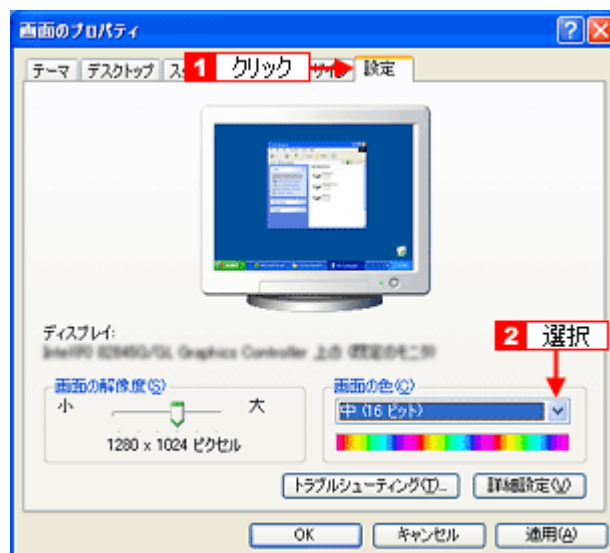 画面のプロパティ
テーマ デスクトップ 1 クリック 設定
ディスプレイ:
2 選択
画面の解像度(S)
小 大
1280 x 1024 ピクセル
画面の色(C)
中 (16 ビット)
トラブルシューティング(T)... 詳細設定(V)
OK キャンセル 適用(A)